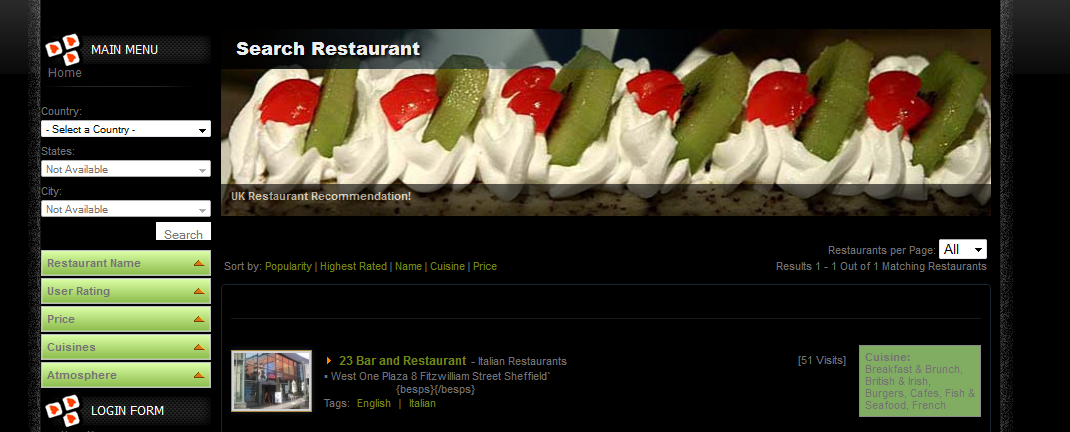 MAIN MENU
Home
Country:
- Select a Country -
States:
Not Available
City:
Not Available
Search
Restaurant Name
User Rating
Price
Cuisines
Atmosphere
LOGIN FORM
Search Restaurant
UK Restaurant Recommendation!
Restaurants per Page: All
Sort by: Popularity | Highest Rated | Name | Cuisine | Price
Results 1 - 1 Out of 1 Matching Restaurants
23 Bar and Restaurant - Italian Restaurants
[51 Visits]
▪ West One Plaza 8 Fitzwilliam Street Sheffield`
{besps}{/besps}
Tags: English | Italian
Cuisine:
Breakfast & Brunch,
British & Irish,
Burgers, Cafes, Fish &
Seafood, French